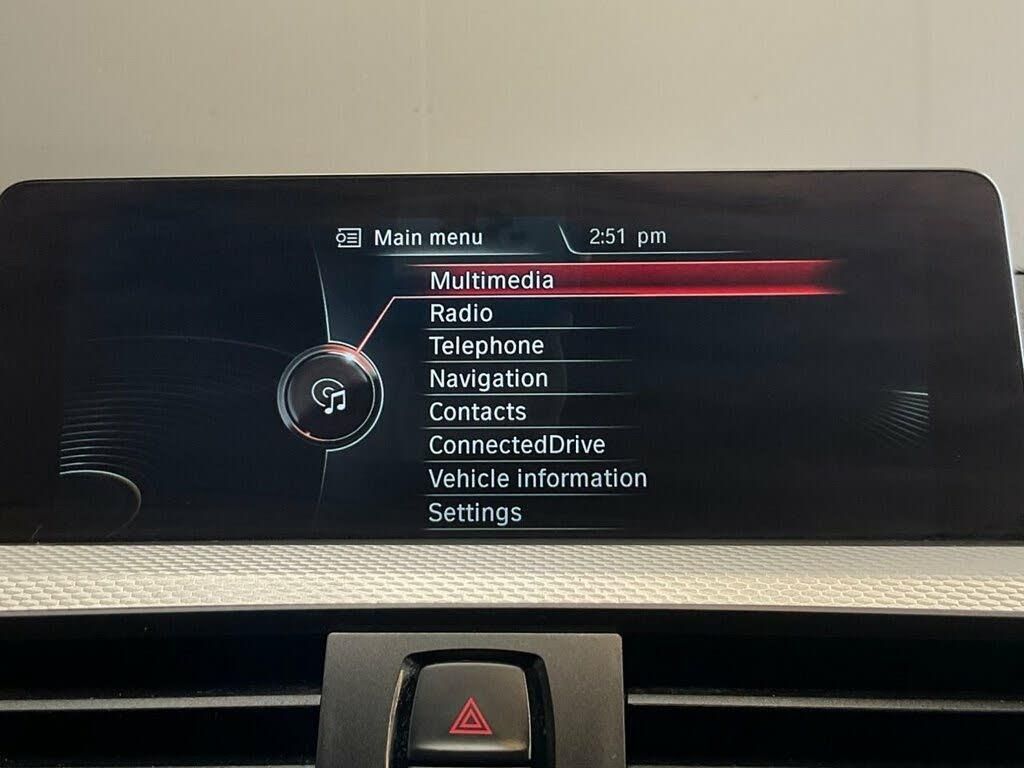 Main menu 2:51 pm
Multimedia
Radio
Telephone
Navigation
Contacts
ConnectedDrive
Vehicle information
Settings